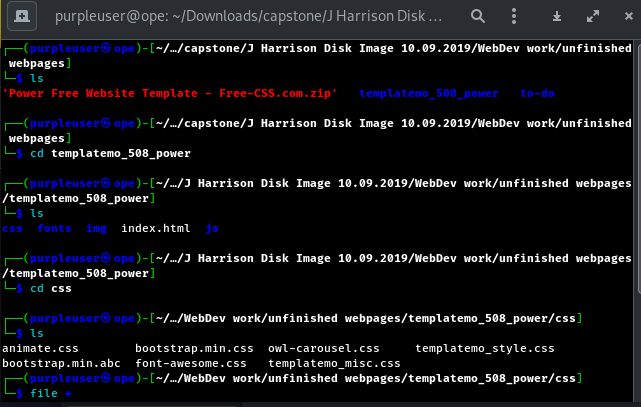 purpleuser@ope: ~/Downloads/capstone/J Harrison Disk ...
┌──(purpleuser㉿ope)-[~/…/capstone/J Harrison Disk Image 10.09.2019/WebDev work/unfinished
 webpages]
└─$ ls
'Power Free Website Template - Free-CSS.com.zip'   templatemo_508_power   to-do
┌──(purpleuser㉿ope)-[~/…/capstone/J Harrison Disk Image 10.09.2019/WebDev work/unfinished
 webpages]
└─$ cd templatemo_508_power
┌──(purpleuser㉿ope)-[~/…/J Harrison Disk Image 10.09.2019/WebDev work/unfinished webpages
/templatemo_508_power]
└─$ ls
css  fonts  img  index.html  js
┌──(purpleuser㉿ope)-[~/…/J Harrison Disk Image 10.09.2019/WebDev work/unfinished webpages
/templatemo_508_power]
└─$ cd css
┌──(purpleuser㉿ope)-[~/…/WebDev work/unfinished webpages/templatemo_508_power/css]
└─$ ls
animate.css        bootstrap.min.css  owl-carousel.css     templatemo_style.css
bootstrap.min.abc  font-awesome.css   templatemo_misc.css
┌──(purpleuser㉿ope)-[~/…/WebDev work/unfinished webpages/templatemo_508_power/css]
└─$ file *